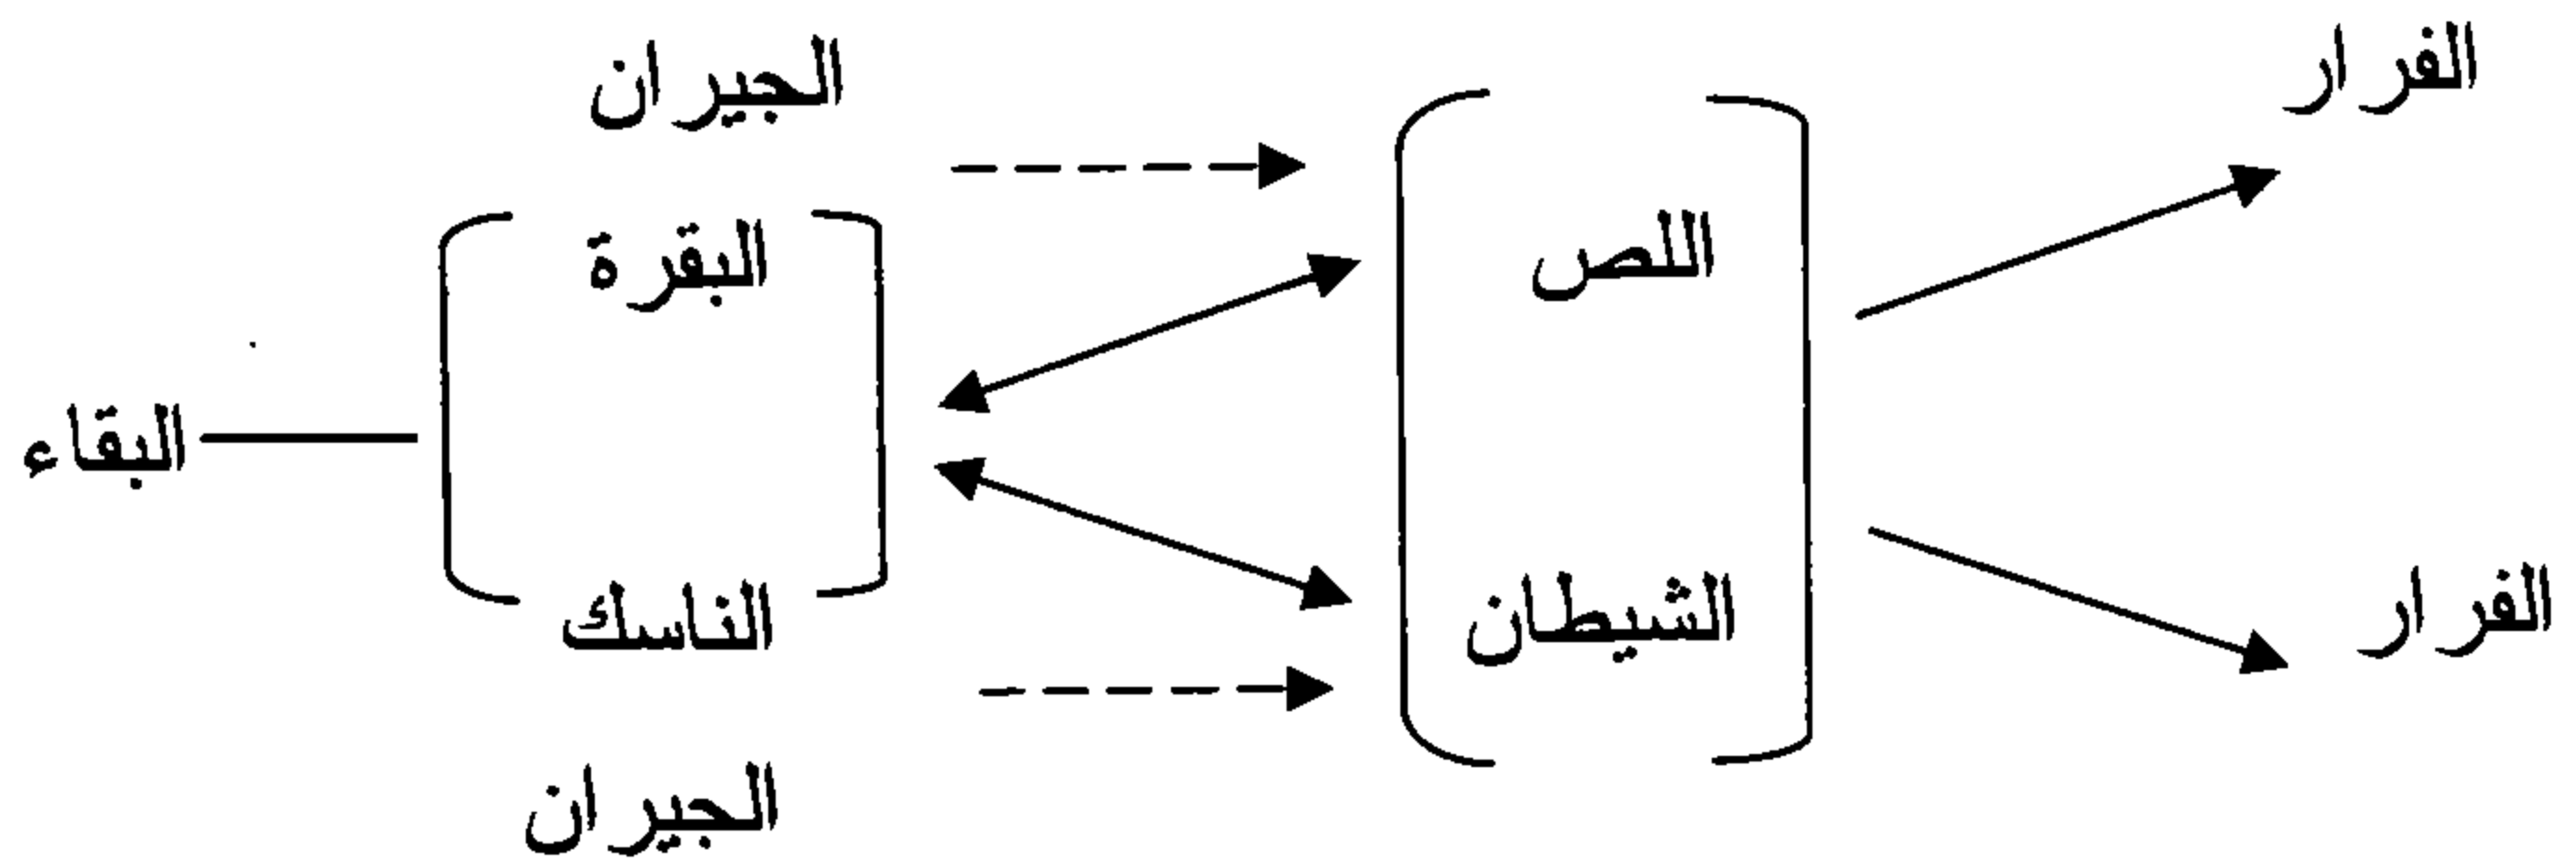 الفرار
الجيران
اللص
البقرة
البقاء
الشيطان
الفرار
الناسك
الجيران